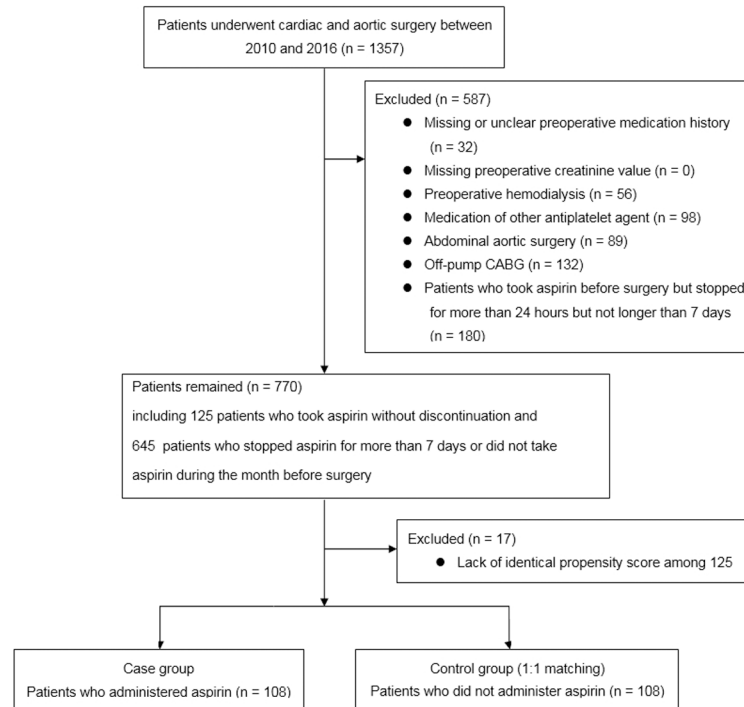 Patients underwent cardiac and aortic surgery between
2010 and 2016 (n = 1357)
Excluded (n = 587)
● Missing or unclear preoperative medication history
(n = 32)
● Missing preoperative creatinine value (n = 0)
● Preoperative hemodialysis (n = 56)
● Medication of other antiplatelet agent (n = 98)
● Abdominal aortic surgery (n = 89)
● Off-pump CABG (n = 132)
● Patients who took aspirin before surgery but stopped
for more than 24 hours but not longer than 7 days
(n = 180)
Patients remained (n = 770)
including 125 patients who took aspirin without discontinuation and
645 patients who stopped aspirin for more than 7 days or did not take
aspirin during the month before surgery
Excluded (n = 17)
● Lack of identical propensity score among 125
Case group
Patients who administered aspirin (n = 108)
Control group (1:1 matching)
Patients who did not administer aspirin (n = 108)